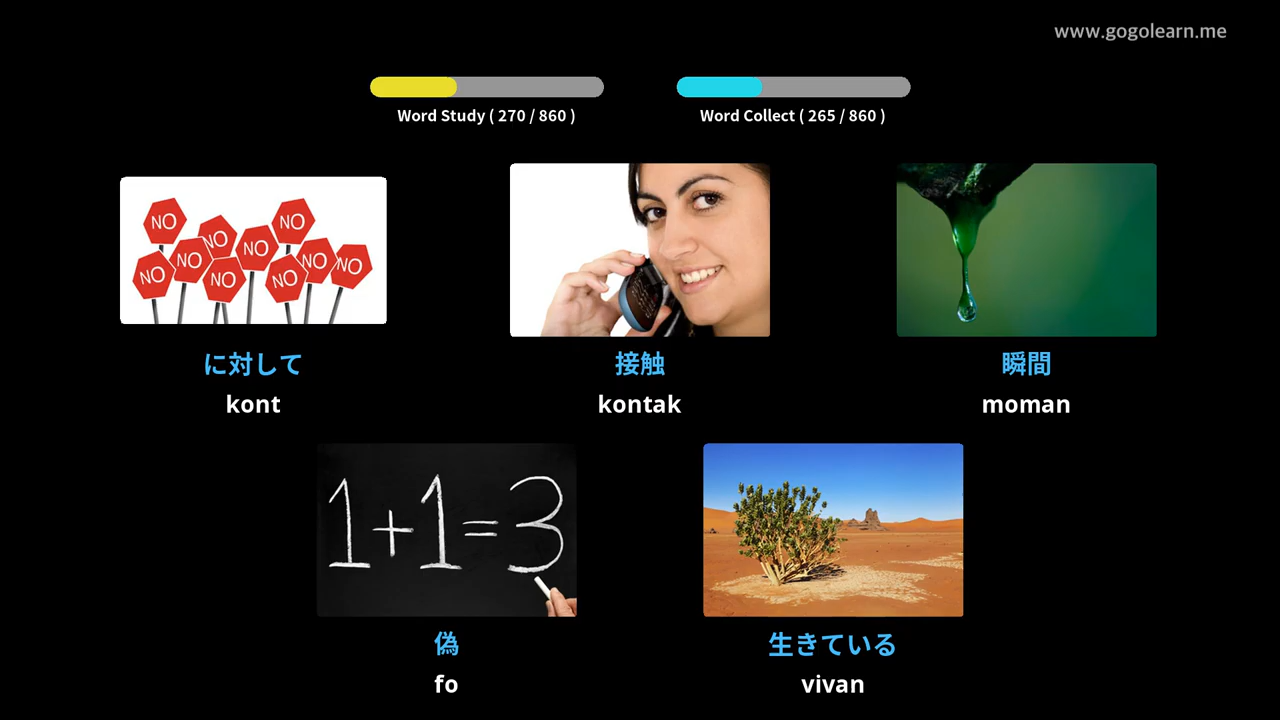 www.gogolearn.me
Word Study ( 270 / 860 )
Word Collect ( 265 / 860 )
NO
NO
NO
NO
NO
NO
NO
NO
NO
NO
に対して
kont
接触
kontak
瞬間
moman
1+1=3
偽
fo
生きている
vivan